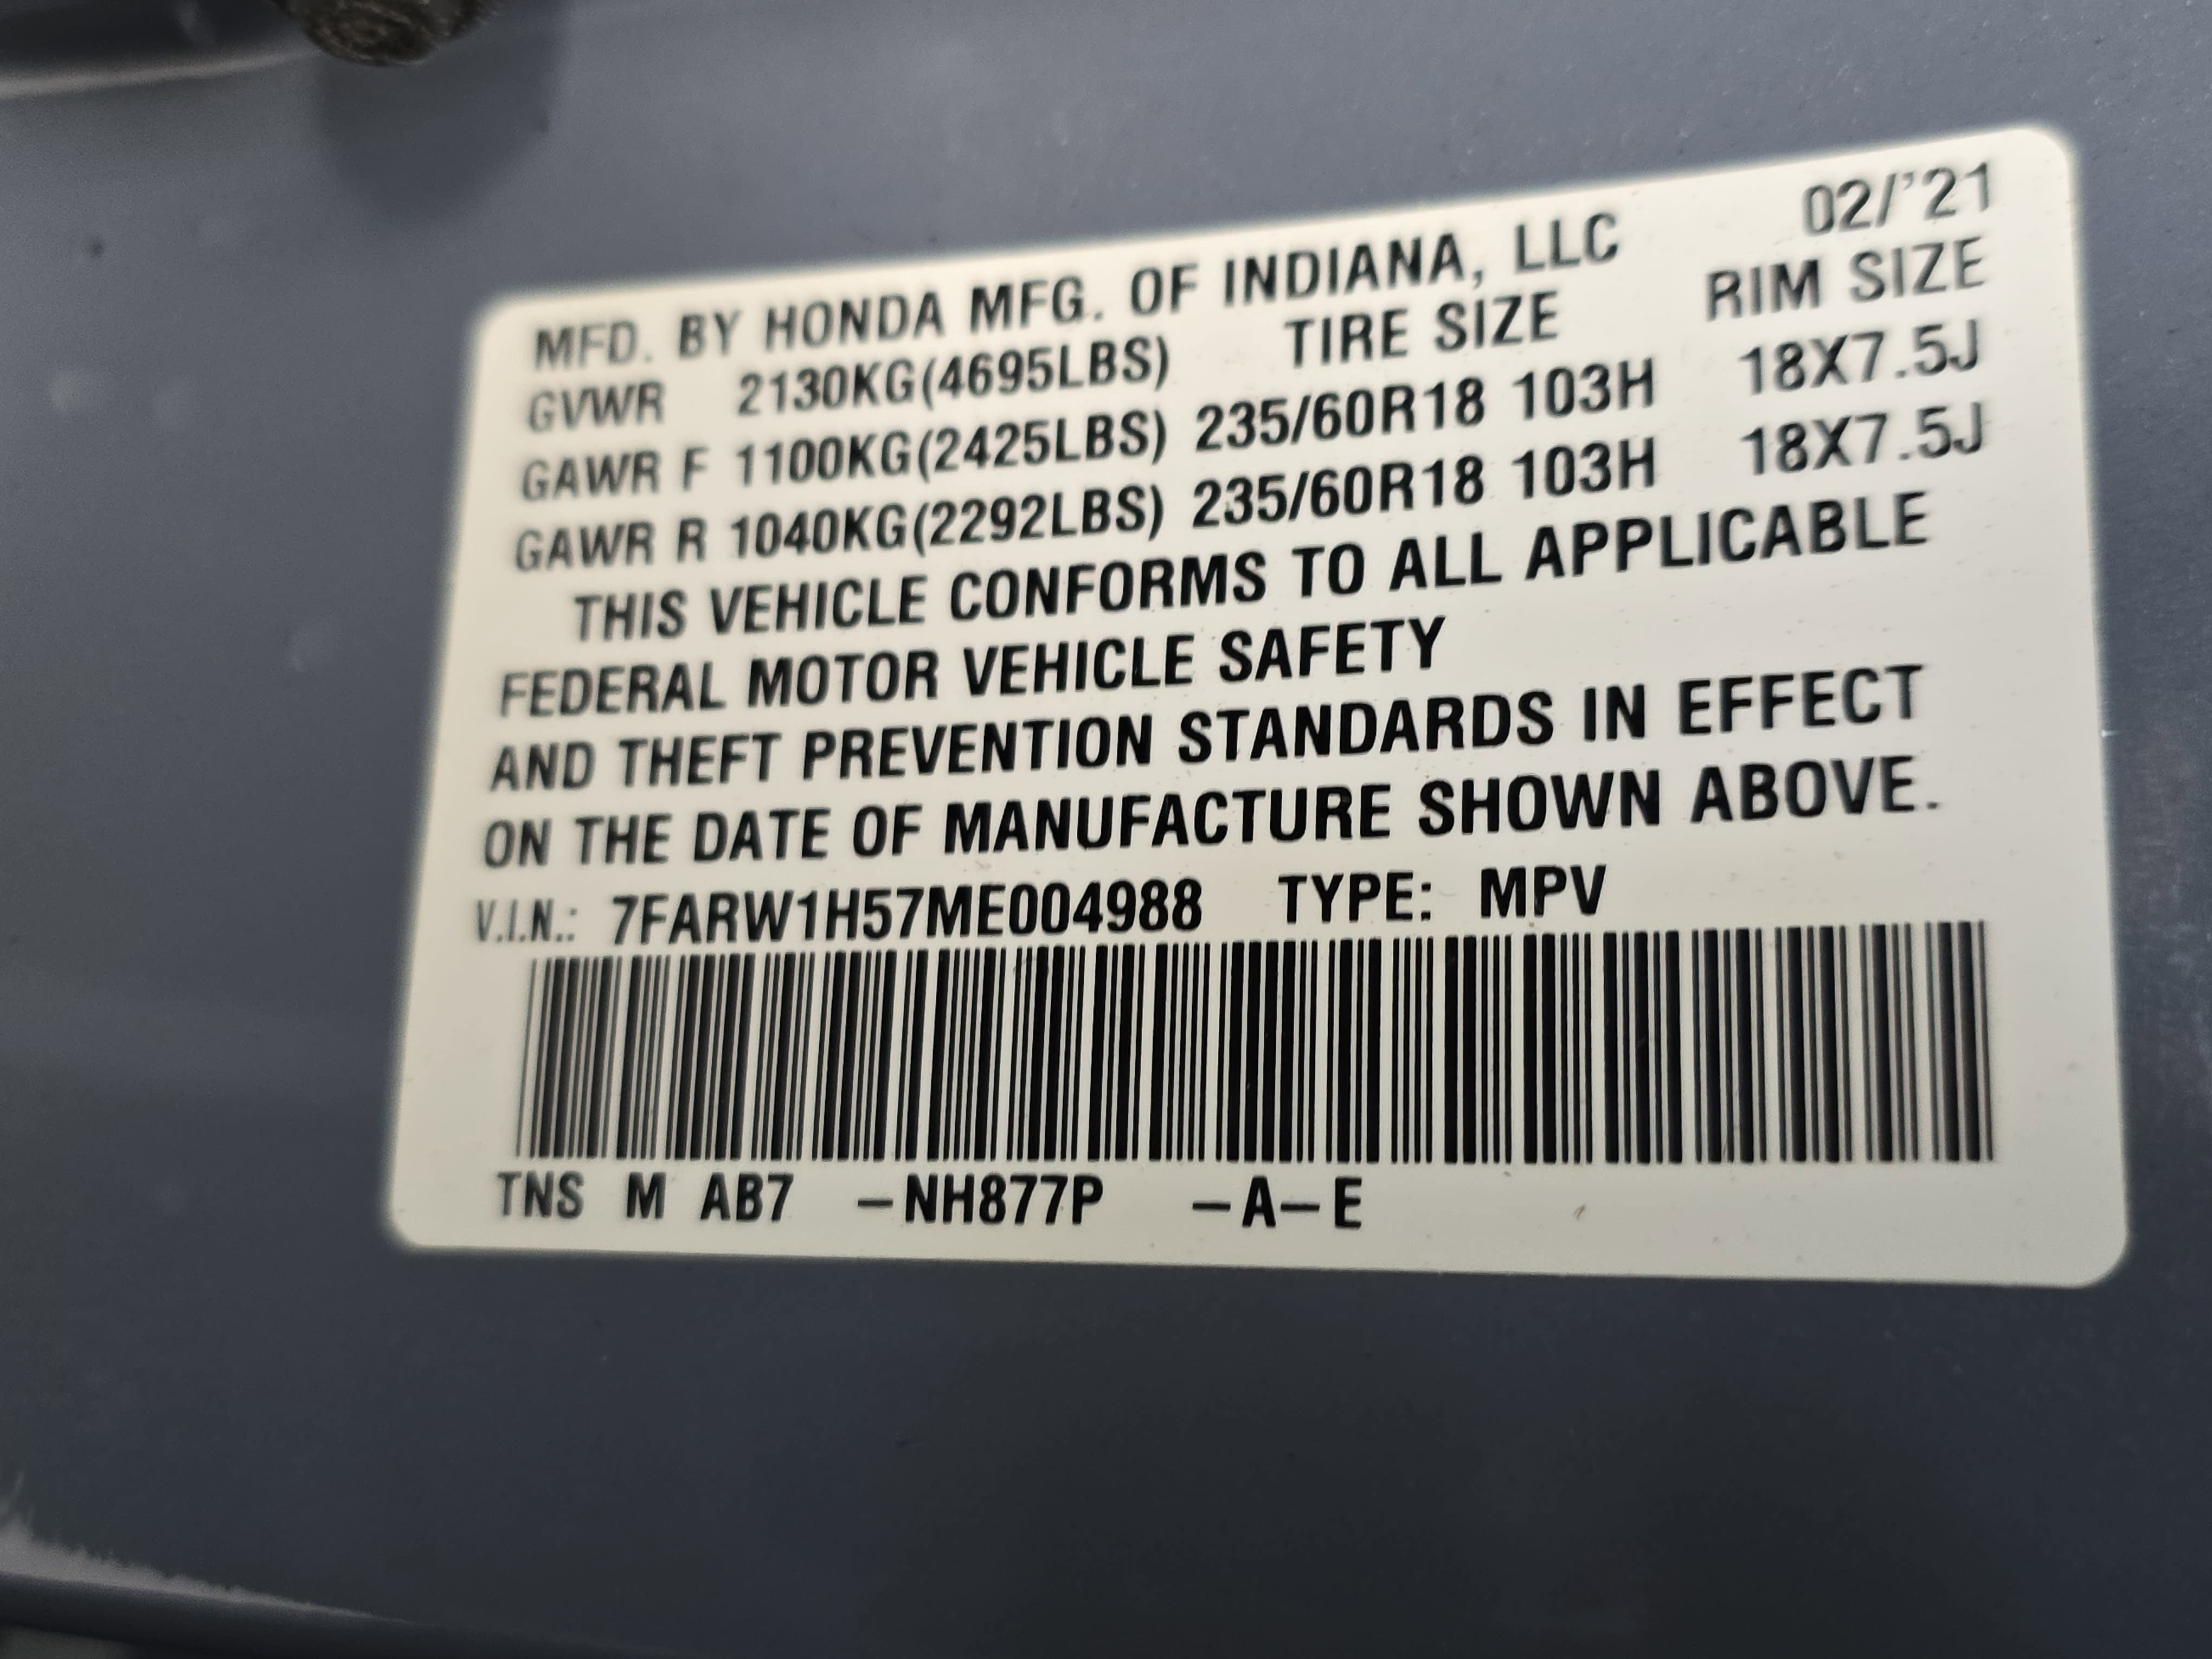 MFD. BY HONDA MFG. OF INDIANA, LLC 02/'21
GVWR 2130KG(4695LBS) TIRE SIZE RIM SIZE
GAWR F 1100KG(2425LBS) 235/60R18 103H 18X7.5J
GAWR R 1040KG(2292LBS) 235/60R18 103H 18X7.5J
THIS VEHICLE CONFORMS TO ALL APPLICABLE
FEDERAL MOTOR VEHICLE SAFETY
AND THEFT PREVENTION STANDARDS IN EFFECT
ON THE DATE OF MANUFACTURE SHOWN ABOVE.
V.I.N.: 7FARW1H57ME004988 TYPE: MPV
TNS M AB7 -NH877P -A-E